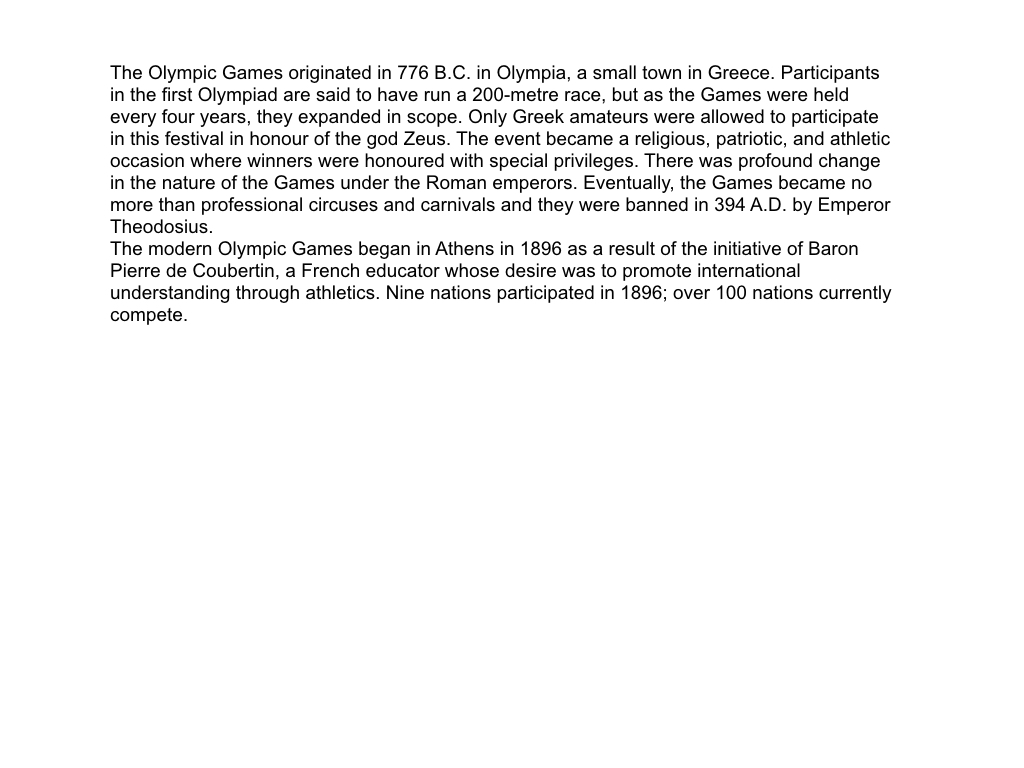 The Olympic Games originated in 776 B.C. in Olympia, a small town in Greece. Participants
in the first Olympiad are said to have run a 200-metre race, but as the Games were held
every four years, they expanded in scope. Only Greek amateurs were allowed to participate
in this festival in honour of the god Zeus. The event became a religious, patriotic, and athletic
occasion where winners were honoured with special privileges. There was profound change
in the nature of the Games under the Roman emperors. Eventually, the Games became no
more than professional circuses and carnivals and they were banned in 394 A.D. by Emperor
Theodosius.
The modern Olympic Games began in Athens in 1896 as a result of the initiative of Baron
Pierre de Coubertin, a French educator whose desire was to promote international
understanding through athletics. Nine nations participated in 1896; over 100 nations currently
compete.